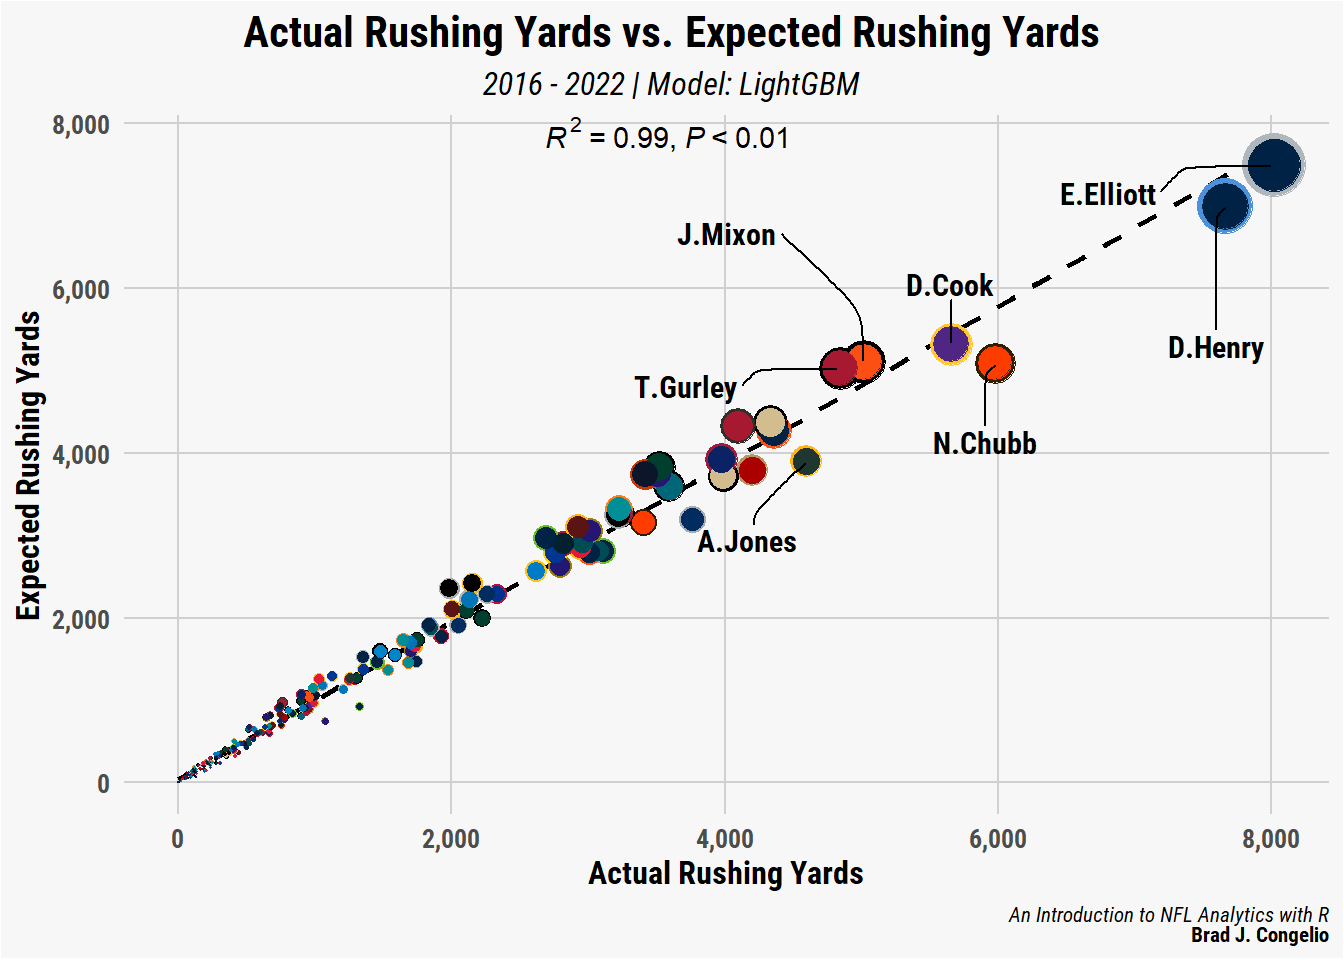 Actual Rushing Yards vs. Expected Rushing Yards
2016 - 2022 | Model: LightGBM
R² = 0.99, P < 0.01
Expected Rushing Yards
8,000
6,000
4,000
2,000
0
E.Elliott
J.Mixon
D.Cook
D.Henry
T.Gurley
N.Chubb
A.Jones
0
2,000
4,000
6,000
8,000
Actual Rushing Yards
An Introduction to NFL Analytics with R
Brad J. Congelio